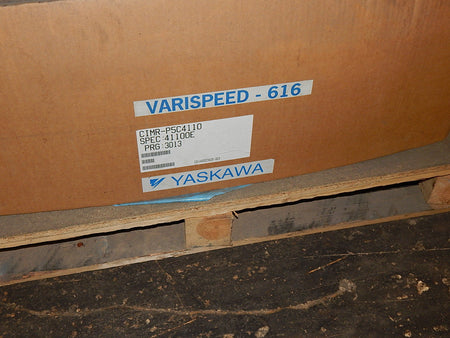 VARISPEED - 616
CIMR-P5C4110
SPEC:41100E
PRG:3013
YASKAWA